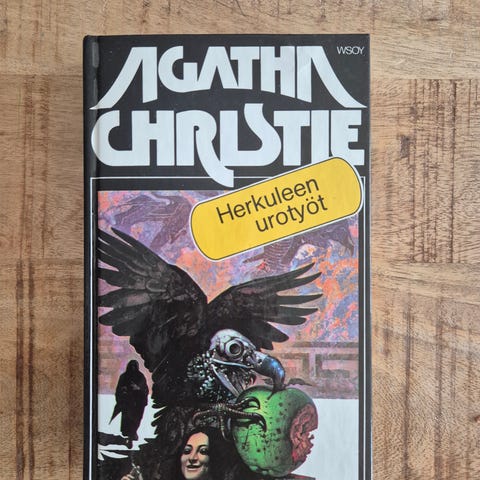 WSOY
AGATHA
CHRISTIE
Herkuleen
urotyöt